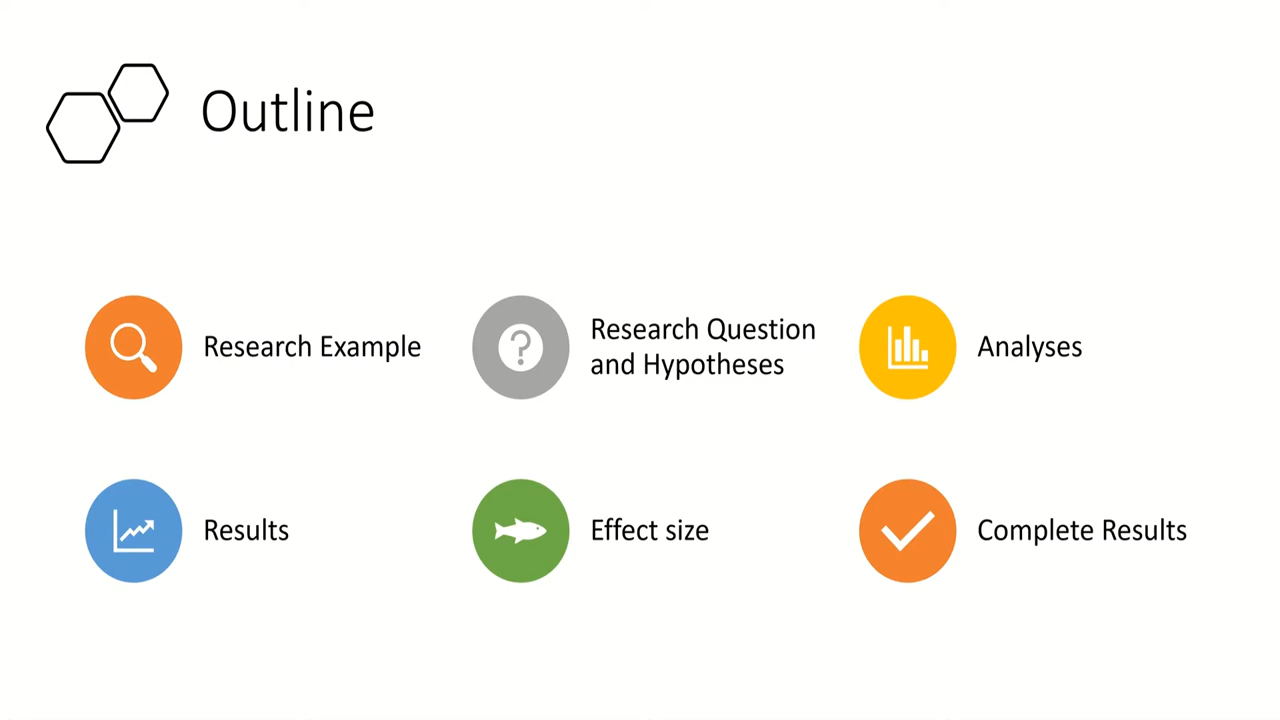 Outline
Research Example
Research Question
and Hypotheses
Analyses
Results
Effect size
Complete Results